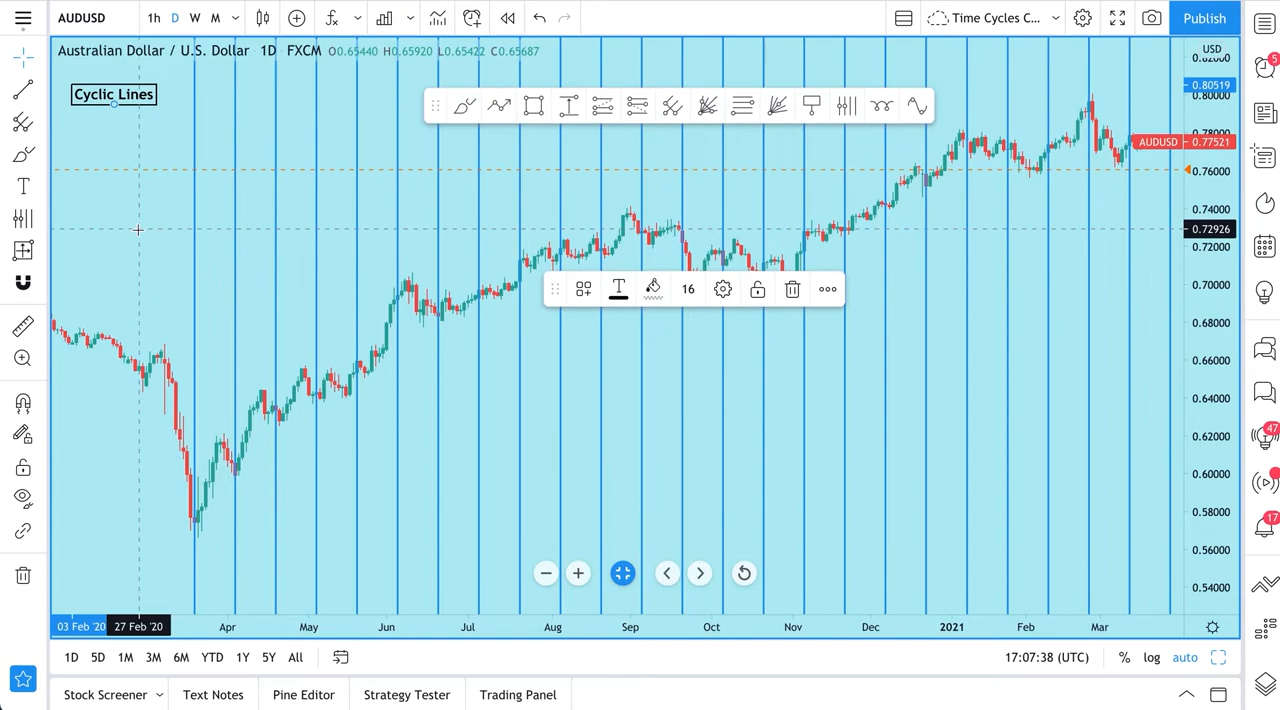 AUDUSD 1h D W M Time Cycles C... Publish
Australian Dollar / U.S. Dollar 1D FXCM O0.65440 H0.65920 L0.65422 C0.65687
USD
0.82000
0.80519
0.80000
Cyclic Lines
0.78000
AUDUSD 0.77521
0.76000
0.74000
0.72926
0.72000
0.70000
16
0.68000
0.66000
0.64000
0.62000
0.60000
0.58000
0.56000
0.54000
5
47
17
03 Feb '20 27 Feb '20 Apr May Jun Jul Aug Sep Oct Nov Dec 2021 Feb Mar
1D 5D 1M 3M 6M YTD 1Y 5Y All 17:07:38 (UTC) % log auto
Stock Screener Text Notes Pine Editor Strategy Tester Trading Panel